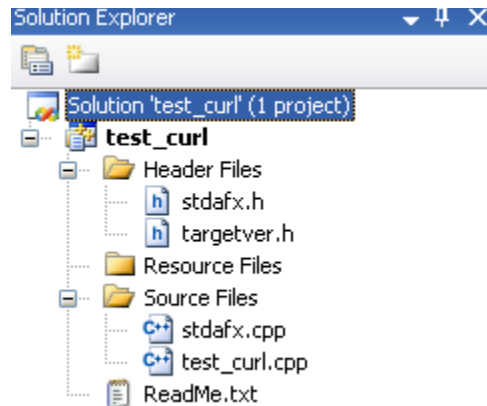 Solution Explorer
Solution 'test_curl' (1 project)
test_curl
Header Files
h stdafx.h
h targetver.h
Resource Files
Source Files
C++ stdafx.cpp
C++ test_curl.cpp
ReadMe.txt